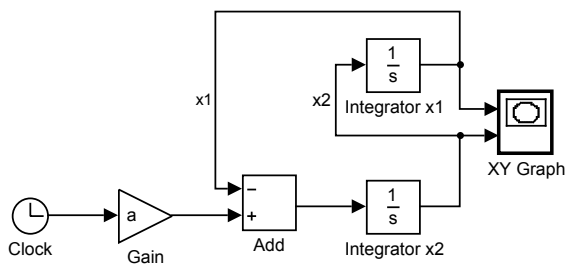 1
s
x1
x2
Integrator x1
XY Graph
−
+
a
1
s
Clock
Gain
Add
Integrator x2